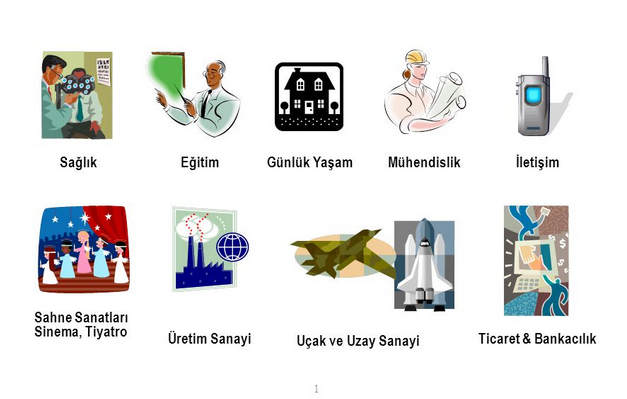 Sağlık
Eğitim
Günlük Yaşam
Mühendislik
İletişim
Sahne Sanatları
Sinema, Tiyatro
Üretim Sanayi
Uçak ve Uzay Sanayi
Ticaret & Bankacılık
1